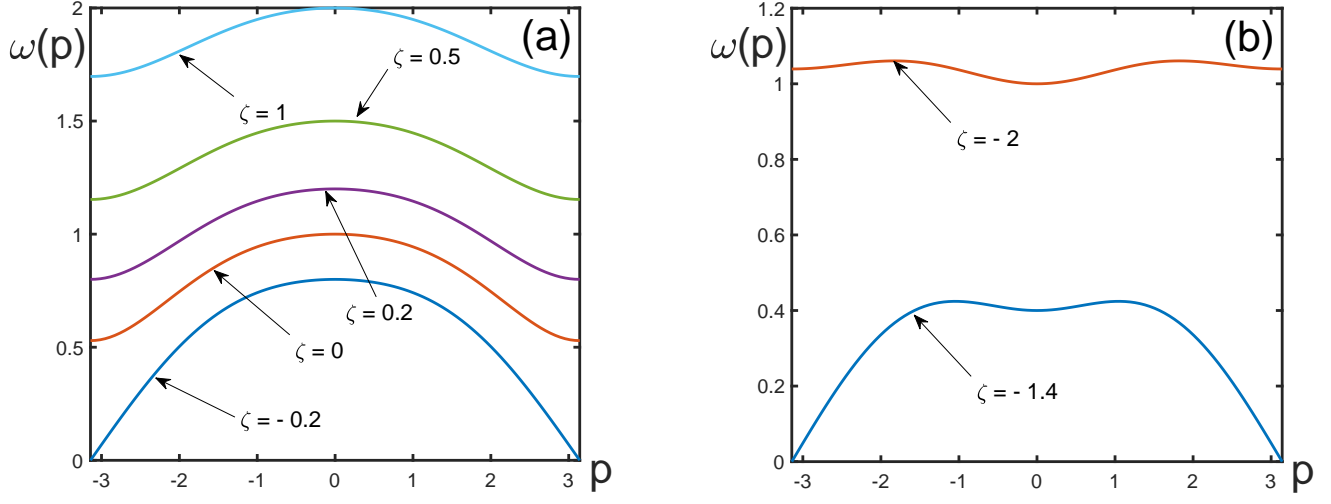 2
1.5
1
0.5
0
ω(p)
(a)
ζ = 0.5
ζ = 1
ζ = 0.2
ζ = 0
ζ = - 0.2
-3 -2 -1 0 1 2 3
p
1.2
1
0.8
0.6
0.4
0.2
0
ω(p)
(b)
ζ = - 2
ζ = - 1.4
-3 -2 -1 0 1 2 3
p